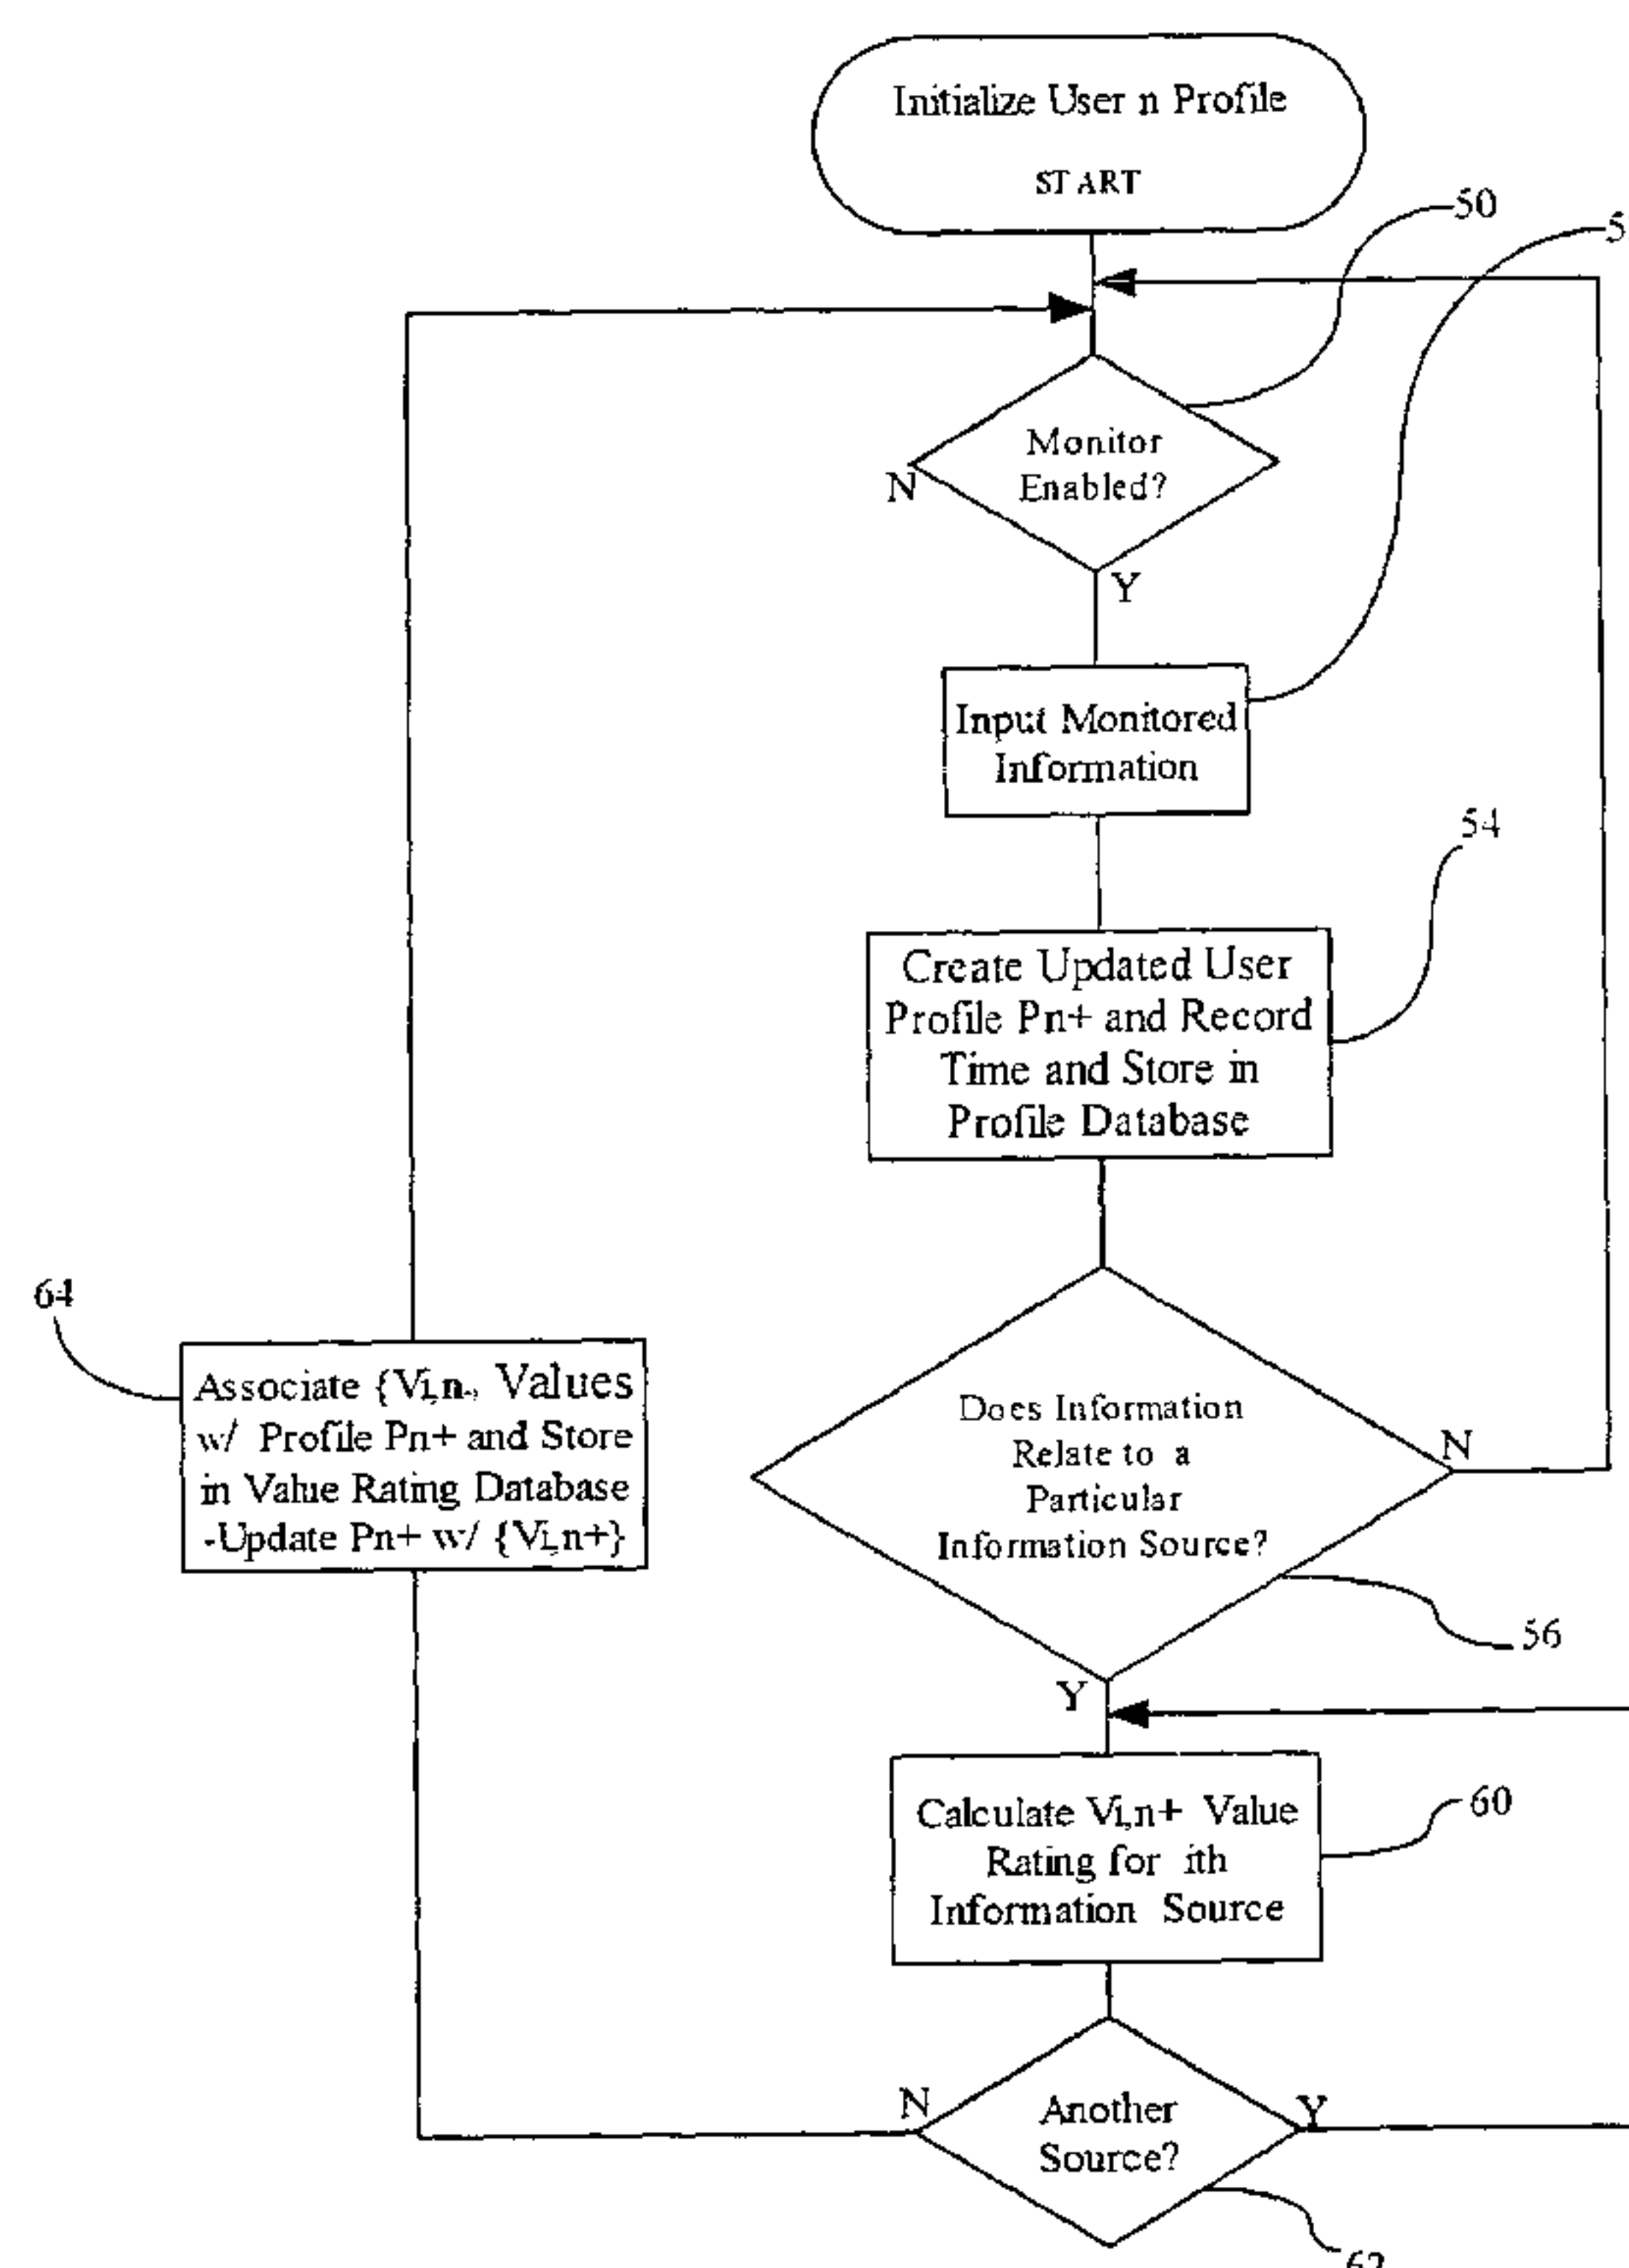 Initialize User n Profile
START
50
5
Monitor
Enabled?
N
Y
Input Monitored
Information
54
Create Updated User
Profile Pn+ and Record
Time and Store in
Profile Database
64
Associate {Vi,n+ Values
w/ Profile Pn+ and Store
in Value Rating Database
-Update Pn+ w/ {Vi,n+}
Does Information
Relate to a
Particular
Information Source?
N
56
Y
Calculate Vi,n+ Value
Rating for ith
Information Source
60
N
Another
Source?
Y